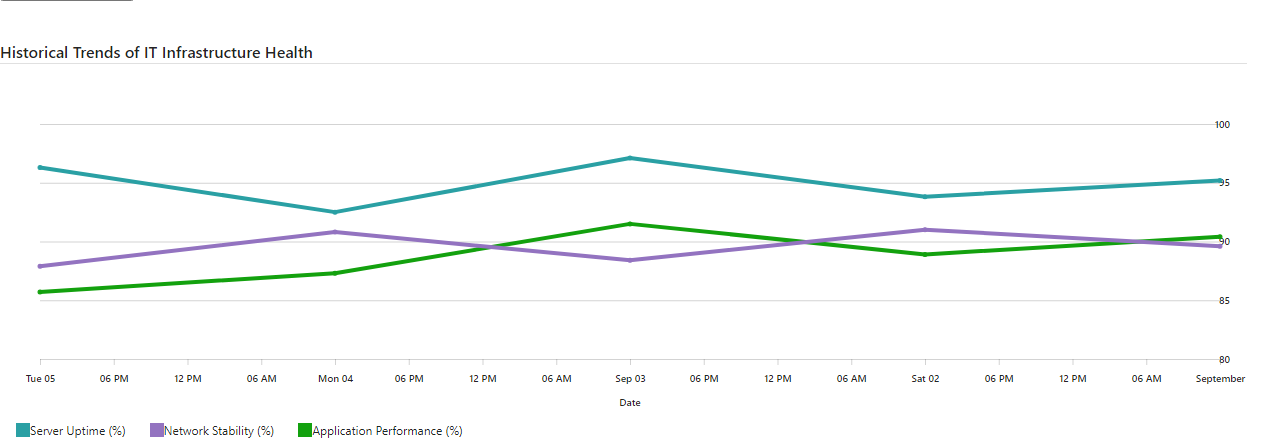 Historical Trends of IT Infrastructure Health
100
95
90
85
80
Tue 05 06 PM 12 PM 06 AM Mon 04 06 PM 12 PM 06 AM Sep 03 06 PM 12 PM 06 AM Sat 02 06 PM 12 PM 06 AM September
Date
Server Uptime (%) Network Stability (%) Application Performance (%)